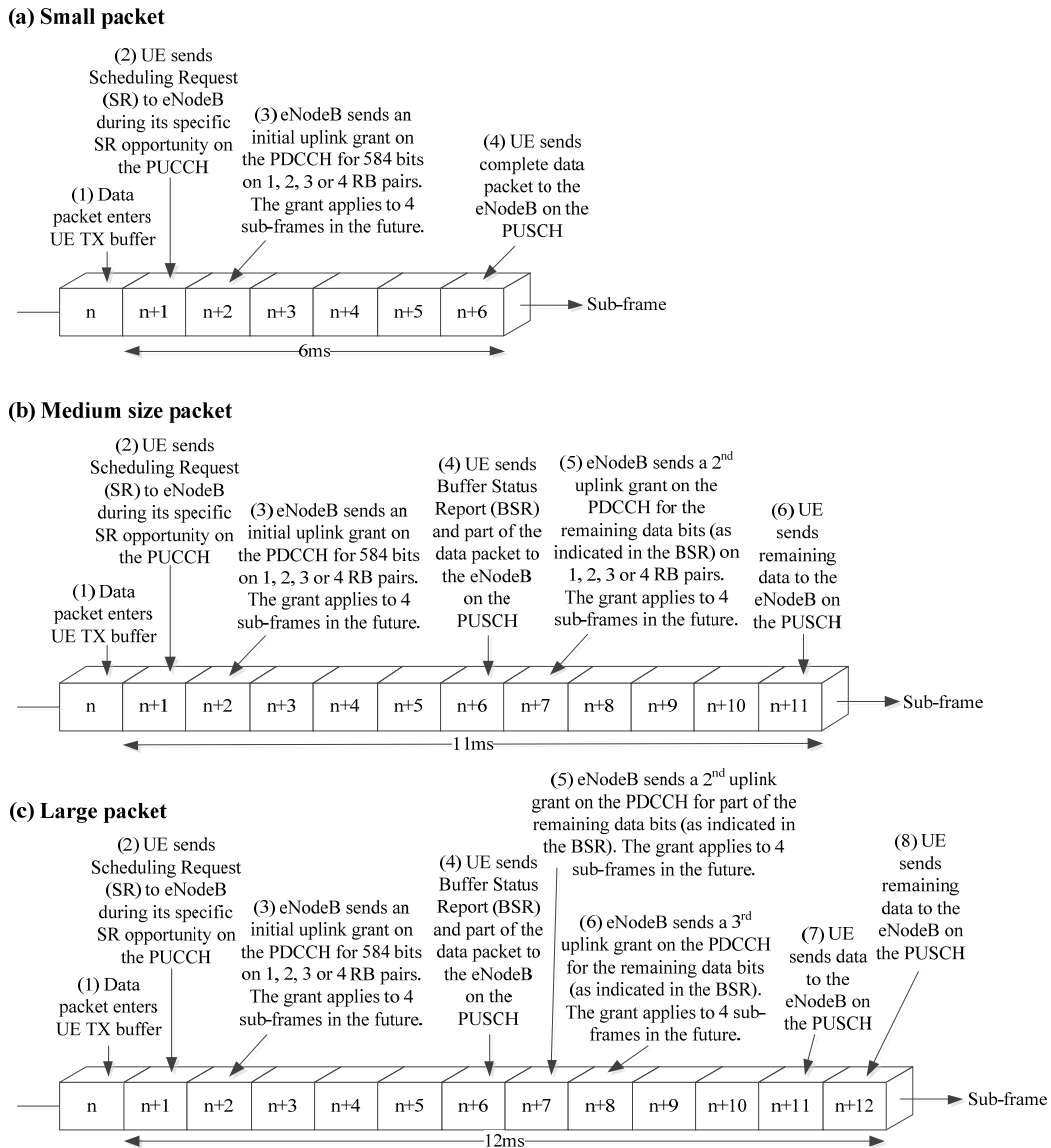 (a) Small packet
(2) UE sends
Scheduling Request
(SR) to eNodeB
during its specific
SR opportunity on
the PUCCH
(3) eNodeB sends an
initial uplink grant on
the PDCCH for 584 bits
on 1, 2, 3 or 4 RB pairs.
The grant applies to 4
sub-frames in the future.
(4) UE sends
complete data
packet to the
eNodeB on the
PUSCH
(1) Data
packet enters
UE TX buffer
n
n+1
n+2
n+3
n+4
n+5
n+6
Sub-frame
6ms
(b) Medium size packet
(2) UE sends
Scheduling Request
(SR) to eNodeB
during its specific
SR opportunity on
the PUCCH
(3) eNodeB sends an
initial uplink grant on
the PDCCH for 584 bits
on 1, 2, 3 or 4 RB pairs.
The grant applies to 4
sub-frames in the future.
(4) UE sends
Buffer Status
Report (BSR)
and part of the
data packet to
the eNodeB
on the
PUSCH
(5) eNodeB sends a 2nd
uplink grant on the
PDCCH for the
remaining data bits (as
indicated in the BSR) on
1, 2, 3 or 4 RB pairs.
The grant applies to 4
sub-frames in the future.
(6) UE
sends
remaining
data to the
eNodeB on
the PUSCH
(1) Data
packet enters
UE TX buffer
n
n+1
n+2
n+3
n+4
n+5
n+6
n+7
n+8
n+9
n+10
n+11
Sub-frame
11ms
(c) Large packet
(2) UE sends
Scheduling Request
(SR) to eNodeB
during its specific
SR opportunity on
the PUCCH
(3) eNodeB sends an
initial uplink grant on
the PDCCH for 584 bits
on 1, 2, 3 or 4 RB pairs.
The grant applies to 4
sub-frames in the future.
(4) UE sends
Buffer Status
Report (BSR)
and part of the
data packet to
the eNodeB
on the
PUSCH
(5) eNodeB sends a 2nd uplink
grant on the PDCCH for part of the
remaining data bits (as indicated in
the BSR). The grant applies to 4
sub-frames in the future.
(6) eNodeB sends a 3rd
uplink grant on the PDCCH
for the remaining data bits
(as indicated in the BSR).
The grant applies to 4 sub-
frames in the future.
(7) UE
sends data
to the
eNodeB on
the PUSCH
(8) UE
sends
remaining
data to the
eNodeB on
the PUSCH
(1) Data
packet enters
UE TX buffer
n
n+1
n+2
n+3
n+4
n+5
n+6
n+7
n+8
n+9
n+10
n+11
n+12
Sub-frame
12ms